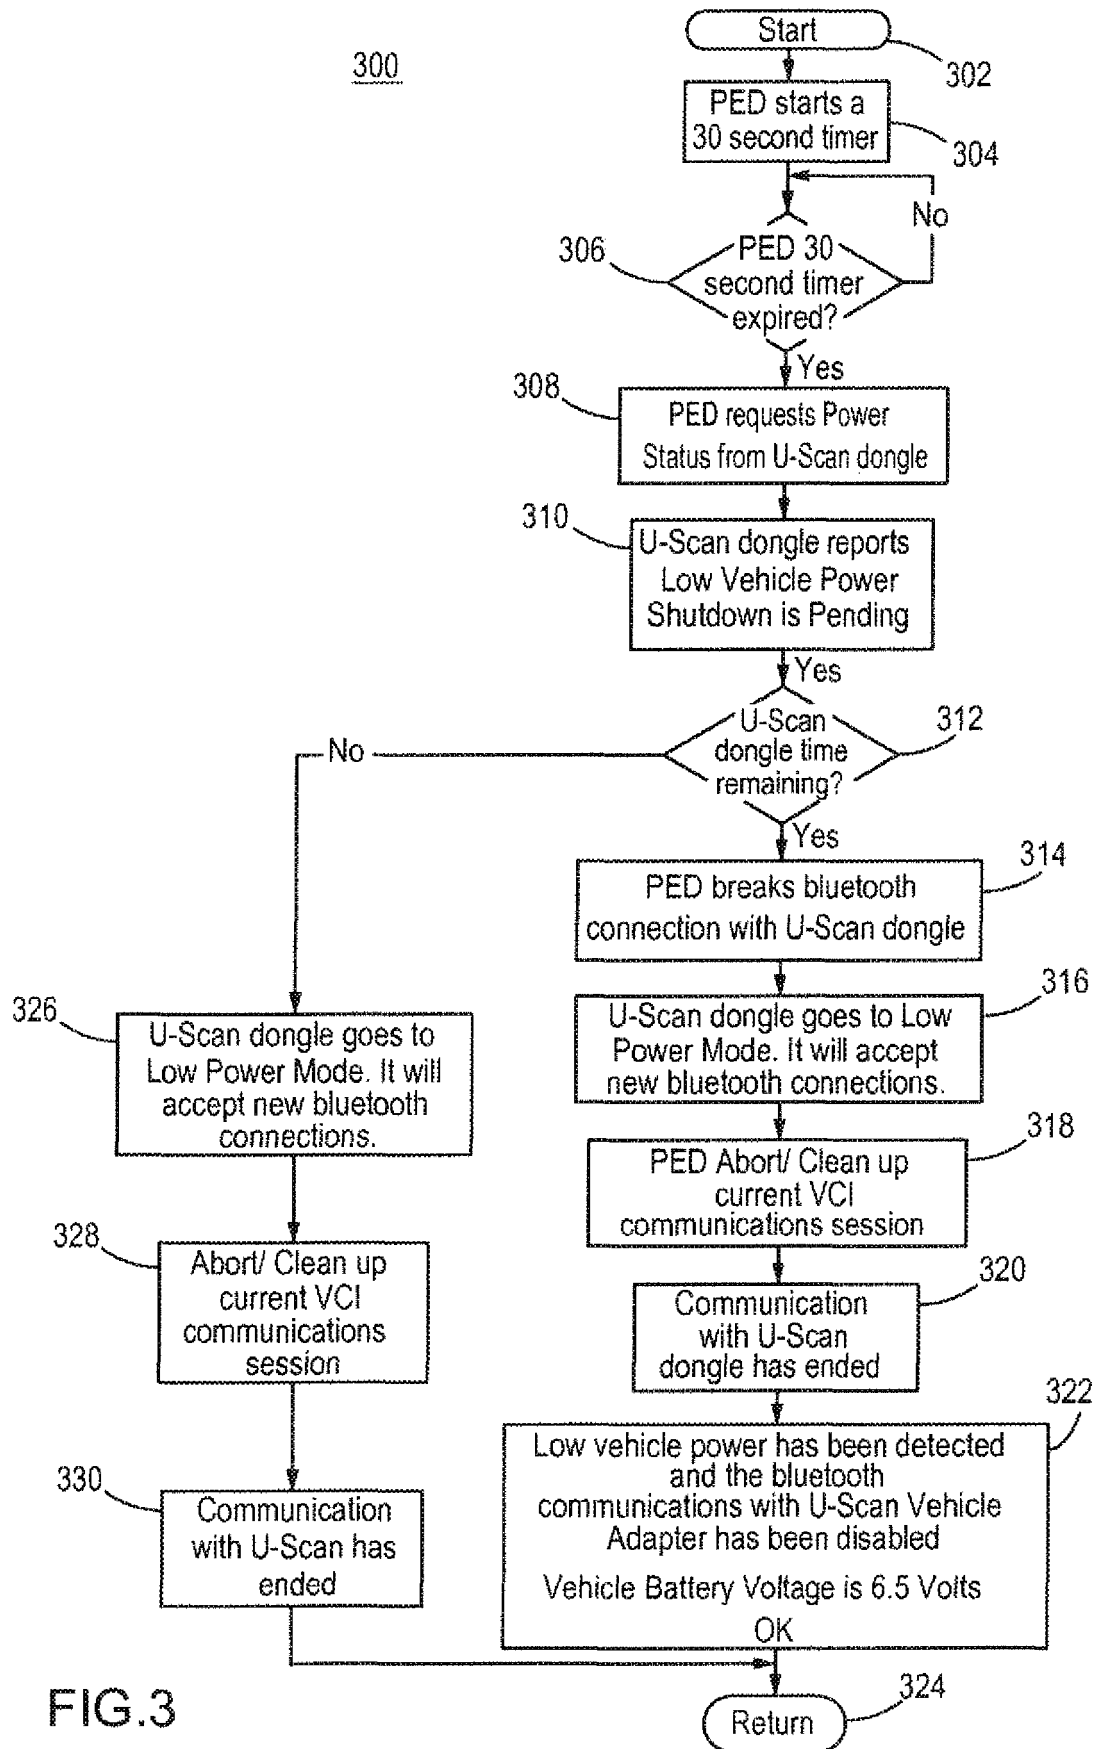 300
Start
302
PED starts a
30 second timer
304
No
306
PED 30
second timer
expired?
Yes
308
PED requests Power
Status from U-Scan dongle
310
U-Scan dongle reports
Low Vehicle Power
Shutdown is Pending
Yes
312
U-Scan
dongle time
remaining?
No
Yes
314
PED breaks bluetooth
connection with U-Scan dongle
316
U-Scan dongle goes to Low
Power Mode. It will accept
new bluetooth connections.
318
PED Abort/ Clean up
current VCI
communications session
320
Communication
with U-Scan
dongle has ended
322
Low vehicle power has been detected
and the bluetooth
communications with U-Scan Vehicle
Adapter has been disabled
Vehicle Battery Voltage is 6.5 Volts
OK
326
U-Scan dongle goes to
Low Power Mode. It will
accept new bluetooth
connections.
328
Abort/ Clean up
current VCI
communications
session
330
Communication
with U-Scan has
ended
324
Return
FIG.3